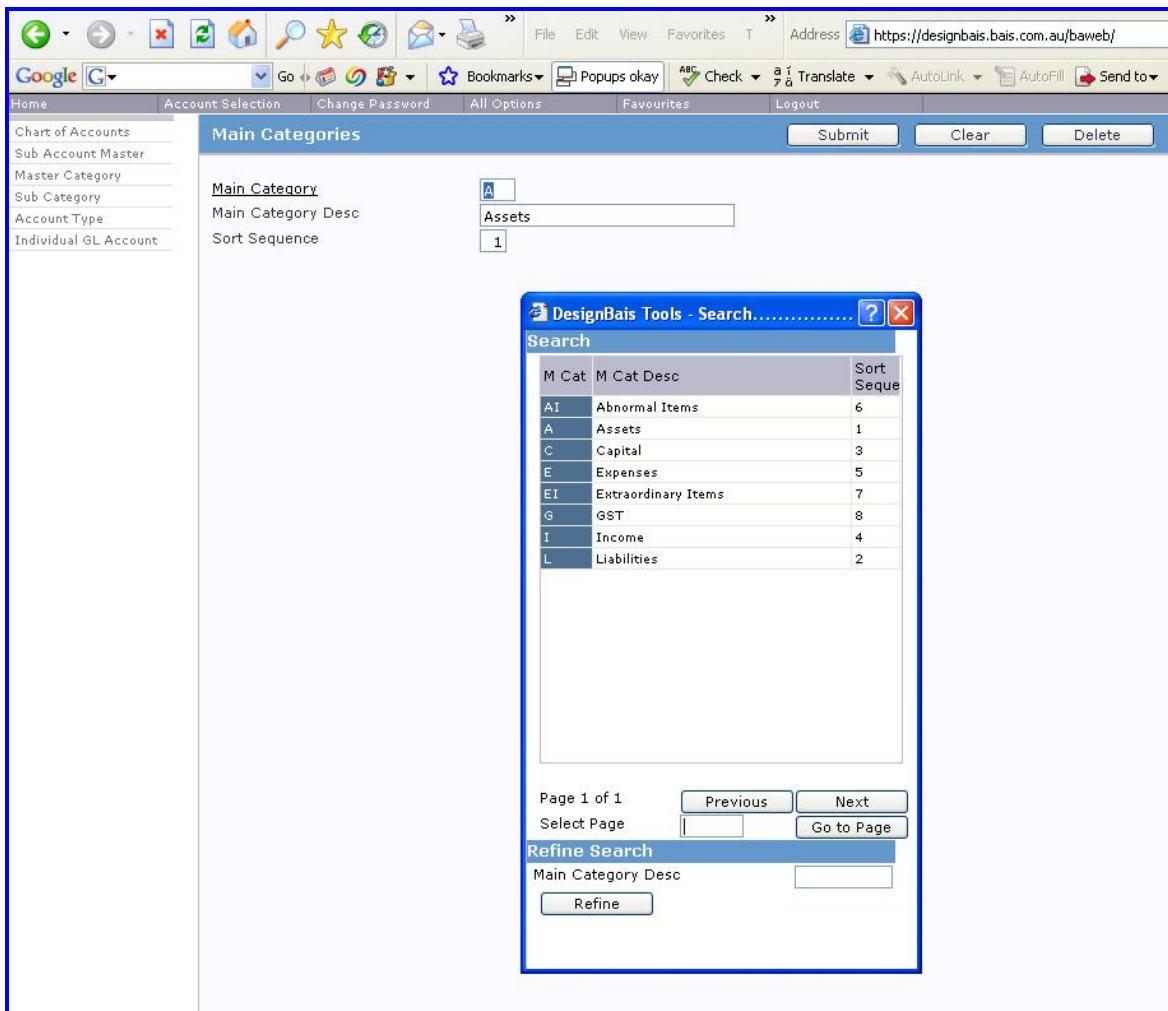 » File Edit View Favorites T » Address https://designbais.bais.com.au/baweb/
Google G Go Bookmarks Popups okay ABC Check Translate AutoLink AutoFill Send to
Home Account Selection Change Password All Options Favourites Logout
Chart of Accounts
Sub Account Master
Master Category
Sub Category
Account Type
Individual GL Account
Main Categories Submit Clear Delete
Main Category A
Main Category Desc Assets
Sort Sequence 1
DesignBais Tools - Search................ ?
Search
M Cat M Cat Desc Sort
Seque
AI Abnormal Items 6
A Assets 1
C Capital 3
E Expenses 5
EI Extraordinary Items 7
G GST 8
I Income 4
L Liabilities 2
Page 1 of 1 Previous Next
Select Page Go to Page
Refine Search
Main Category Desc
Refine